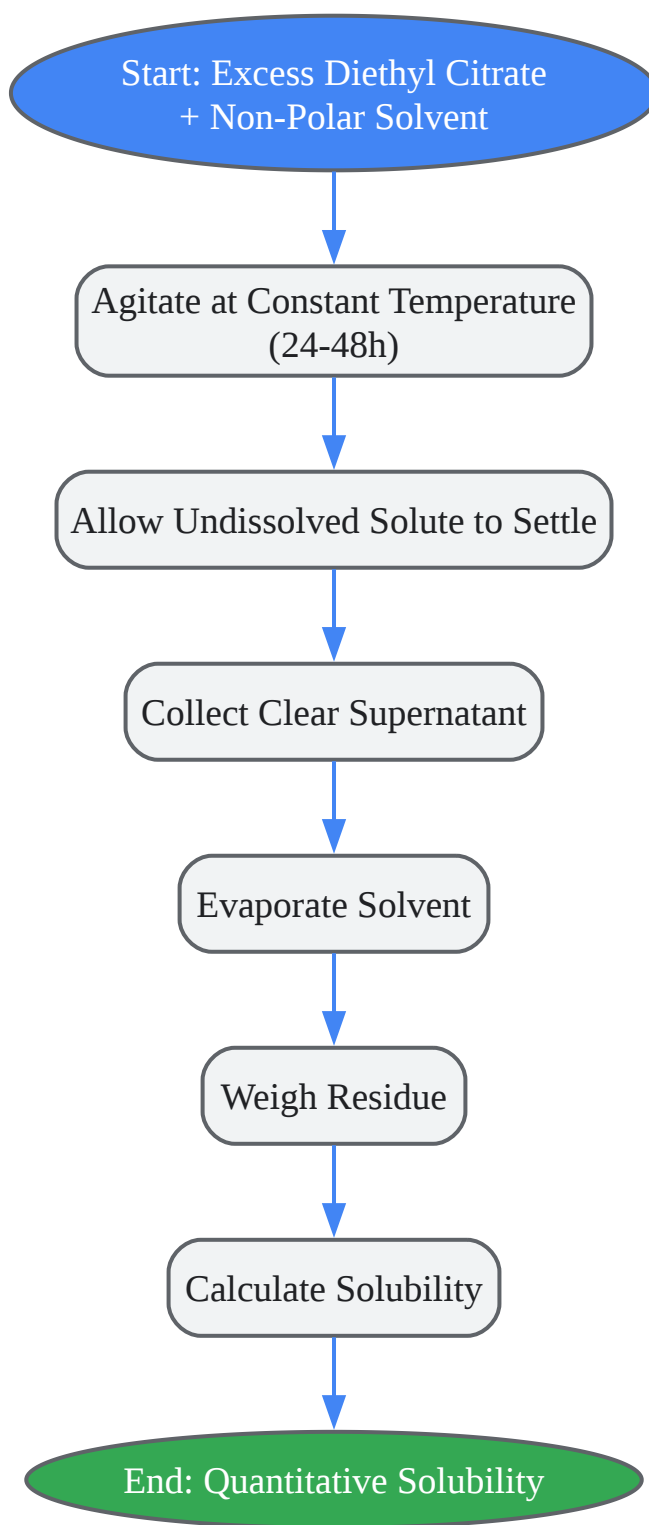 Start: Excess Diethyl Citrate
+ Non-Polar Solvent
Agitate at Constant Temperature
(24-48h)
Allow Undissolved Solute to Settle
Collect Clear Supernatant
Evaporate Solvent
Weigh Residue
Calculate Solubility
End: Quantitative Solubility